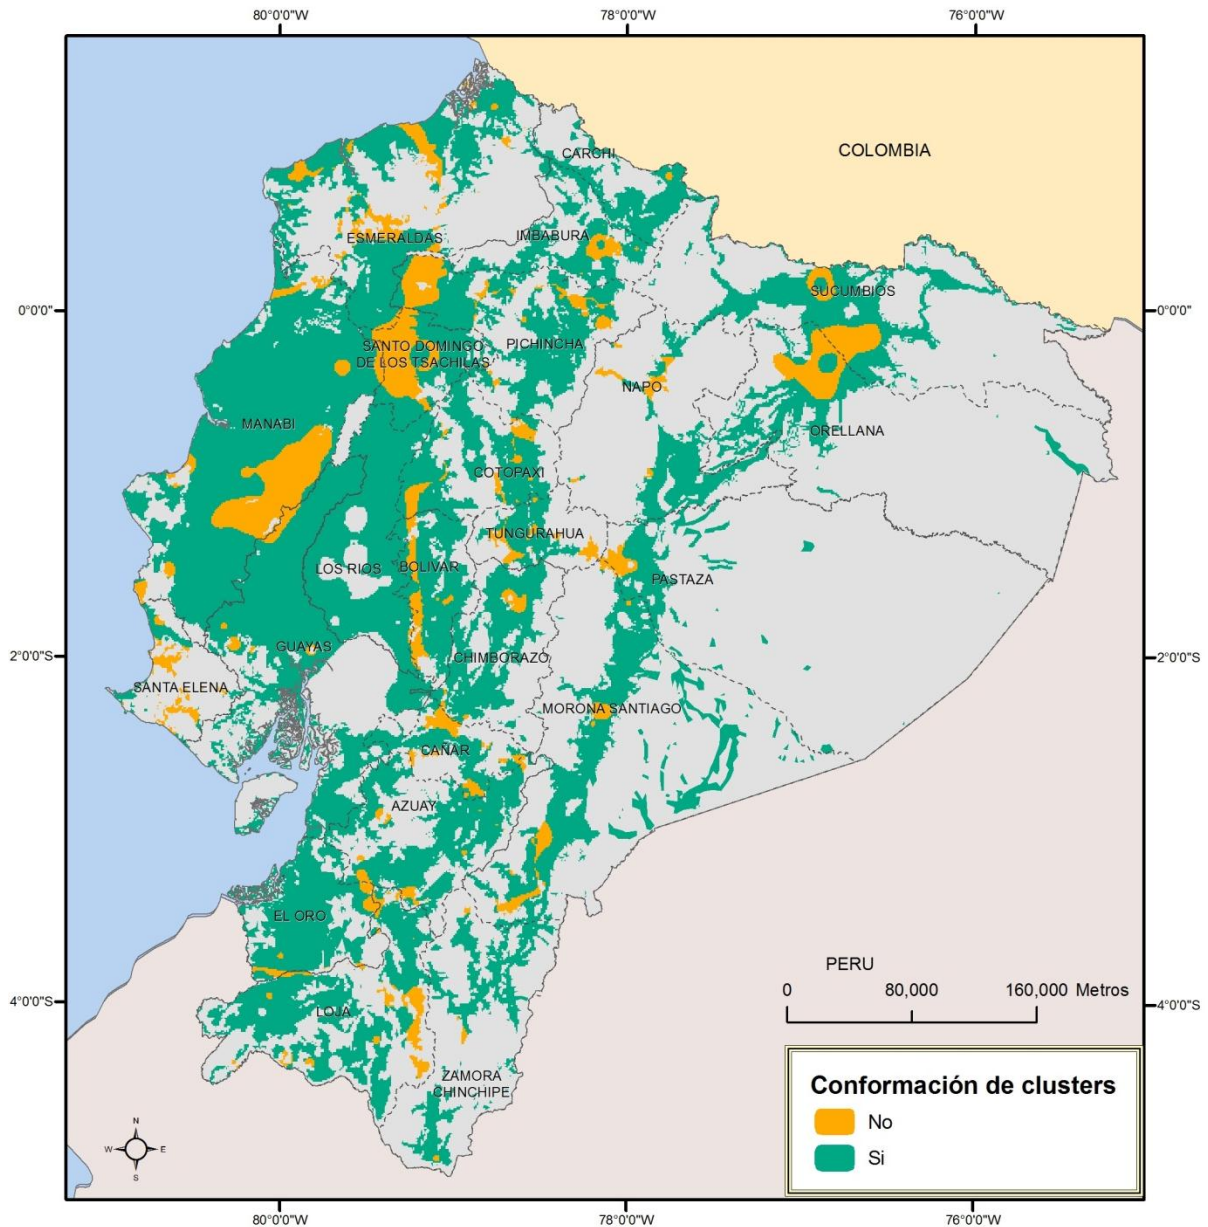 80°0'0"W
78°0'0"W
76°0'0"W
COLOMBIA
CARCHI
ESMERALDAS
IMBABURA
SUCUMBIOS
0°0'0"
0°0'0"
SANTO DOMINGO
DE LOS TSACHILAS
PICHINCHA
NAPO
MANABI
ORELLANA
COTOPAXI
TUNGURAHUA
LOS RIOS
BOLIVAR
PASTAZA
GUAYAS
CHIMBORAZO
2°0'0"S
2°0'0"S
SANTA ELENA
MORONA SANTIAGO
CAÑAR
AZUAY
EL ORO
PERU
0
80,000
160,000 Metros
4°0'0"S
4°0'0"S
LOJA
ZAMORA
CHINCHIPE
Conformación de clusters
No
Si
N
W
E
S
80°0'0"W
78°0'0"W
76°0'0"W